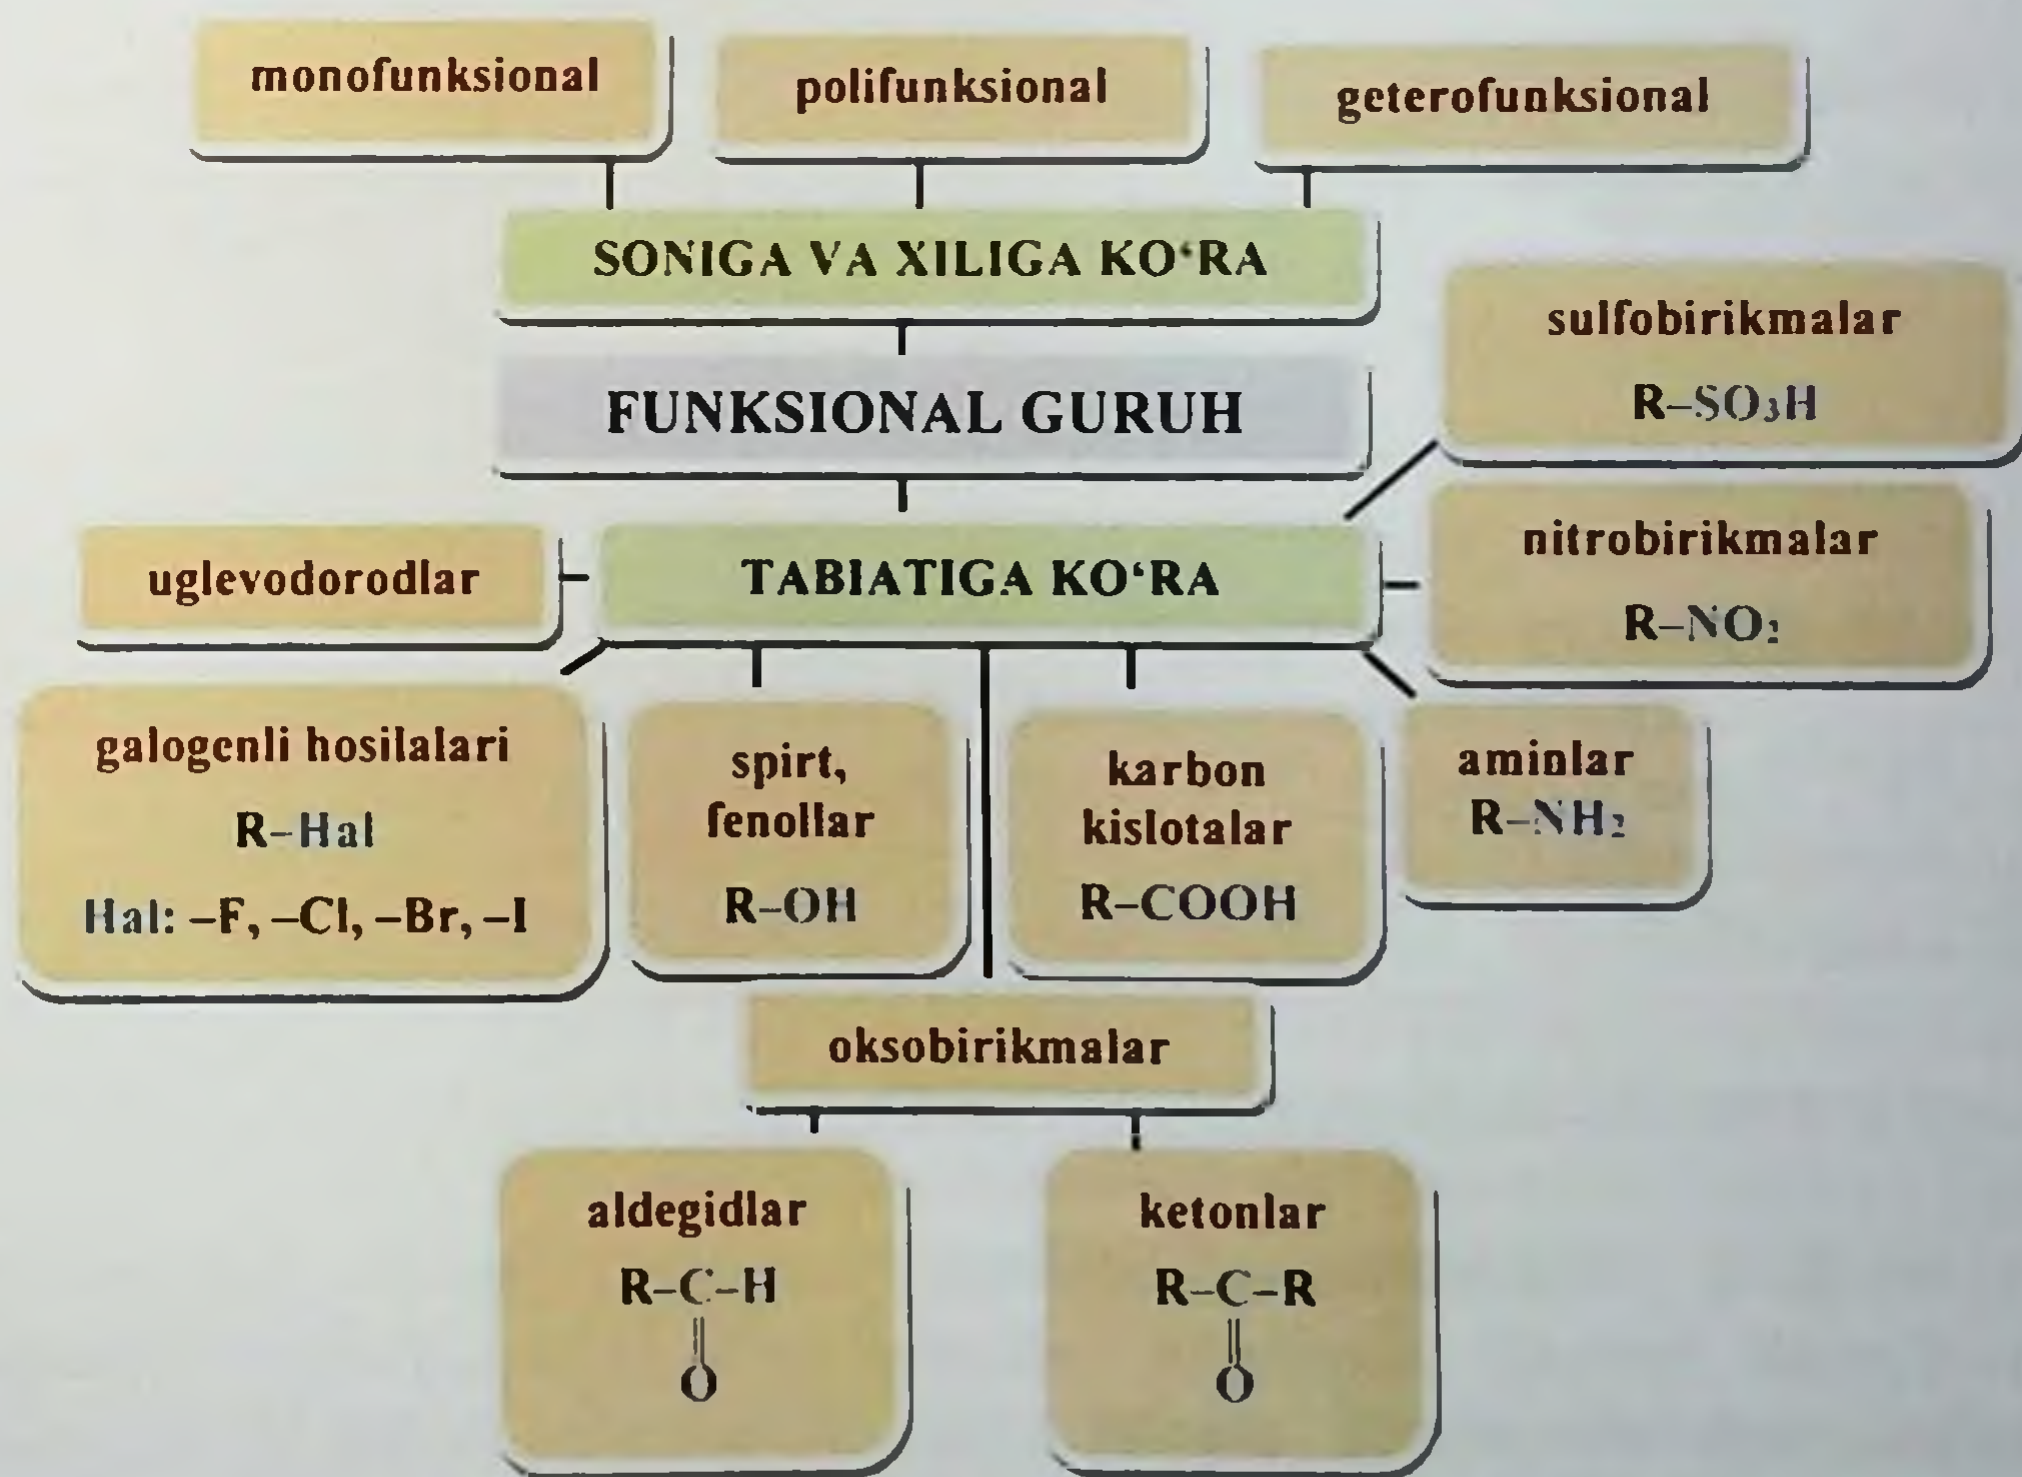 monofunksional
polifunksional
geterofunksional
SONIGA VA XILIGA KO‘RA
FUNKSIONAL GURUH
sulfobirikmalar
R–SO₃H
uglevodorodlar
TABIATIGA KO‘RA
nitrobirikmalar
R–NO₂
galogenli hosilalari
R–Hal
Hal: –F, –Cl, –Br, –I
spirt,
fenollar
R–OH
karbon
kislotalar
R–COOH
aminlar
R–NH₂
oksobirikmalar
aldegidlar
R–C–H
||
O
ketonlar
R–C–R
||
O